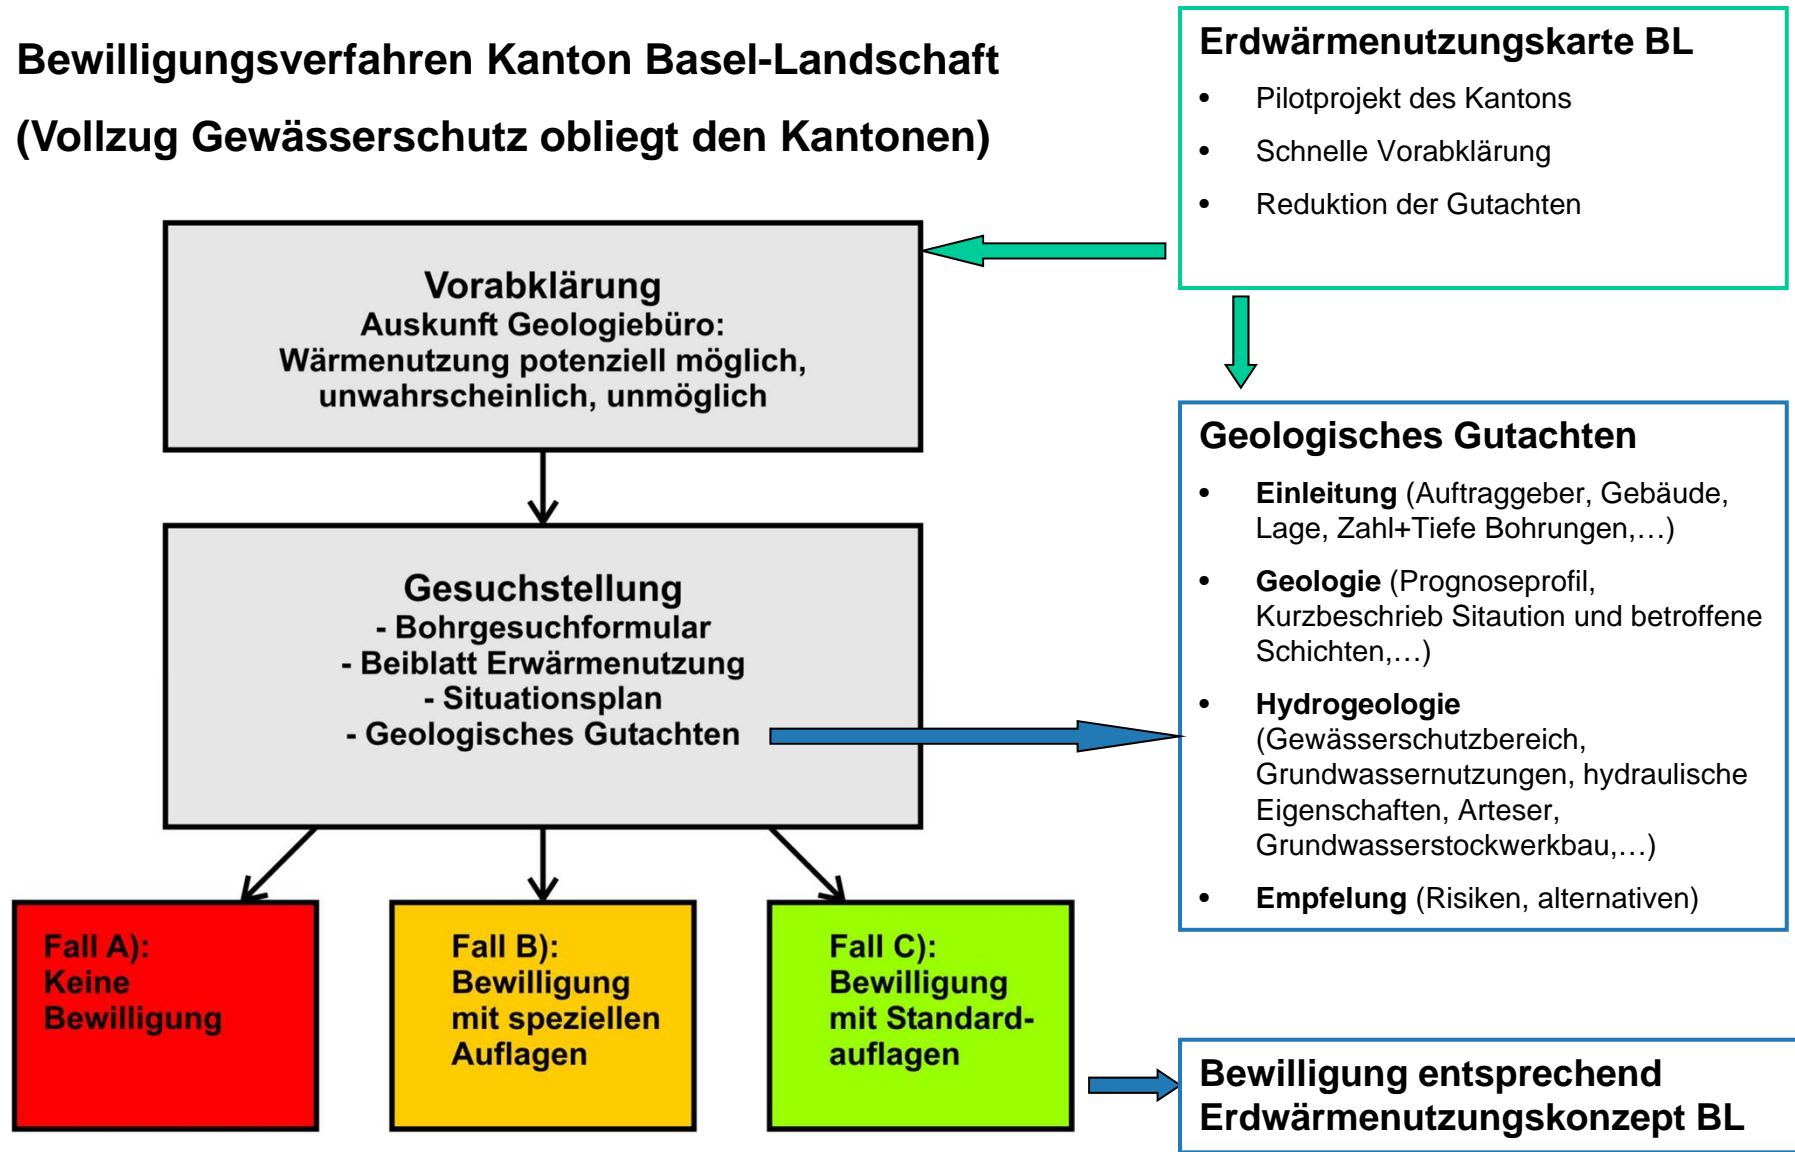 Bewilligungsverfahren Kanton Basel-Landschaft
(Vollzug Gewässerschutz obliegt den Kantonen)
Erdwärmenutzungskarte BL
• Pilotprojekt des Kantons
• Schnelle Vorabklärung
• Reduktion der Gutachten
Vorabklärung
Auskunft Geologiebüro:
Wärmenutzung potenziell möglich,
unwahrscheinlich, unmöglich
Gesuchstellung
- Bohrgesuchformular
- Beiblatt Erwärmenutzung
- Situationsplan
- Geologisches Gutachten
Geologisches Gutachten
• Einleitung (Auftraggeber, Gebäude,
Lage, Zahl+Tiefe Bohrungen,…)
• Geologie (Prognoseprofil,
Kurzbeschrieb Sitaution und betroffene
Schichten,…)
• Hydrogeologie
(Gewässerschutzbereich,
Grundwassernutzungen, hydraulische
Eigenschaften, Arteser,
Grundwasserstockwerkbau,…)
• Empfelung (Risiken, alternativen)
Fall A):
Keine
Bewilligung
Fall B):
Bewilligung
mit speziellen
Auflagen
Fall C):
Bewilligung
mit Standard-
auflagen
Bewilligung entsprechend
Erdwärmenutzungskonzept BL